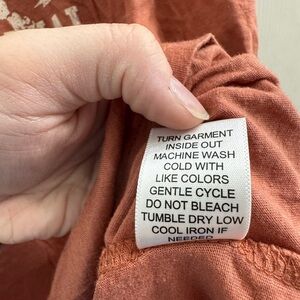 TURN GARMENT
INSIDE OUT
MACHINE WASH
COLD WITH
LIKE COLORS
GENTLE CYCLE
DO NOT BLEACH
TUMBLE DRY LOW
COOL IRON IF
NEEDED